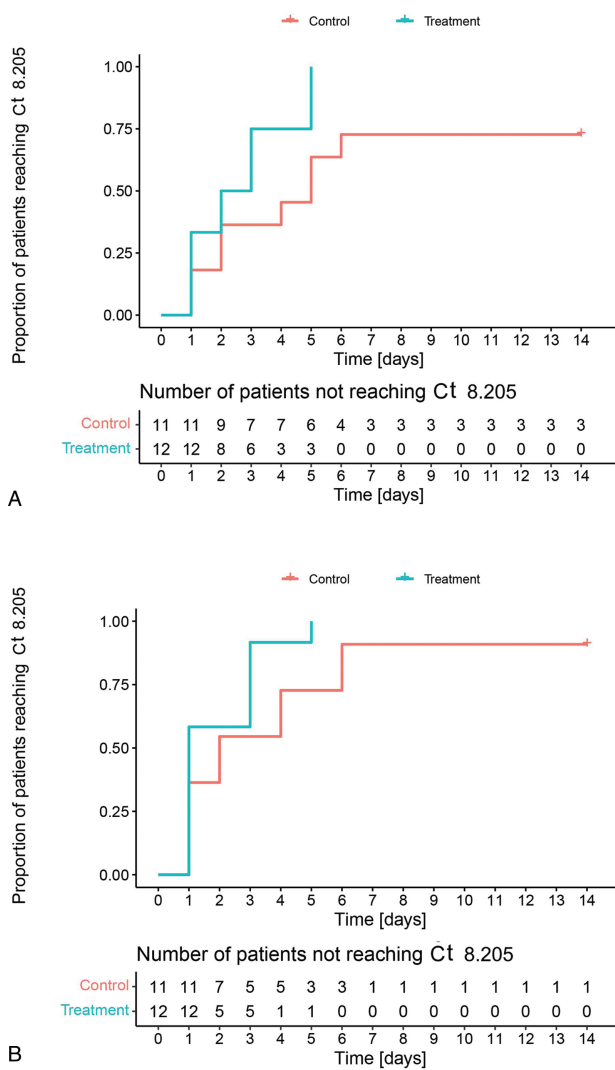 Control Treatment
Proportion of patients reaching Ct 8.205
1.00
0.75
0.50
0.25
0.00
0 1 2 3 4 5 6 7 8 9 10 11 12 13 14
Time [days]
Number of patients not reaching Ct 8.205
Control 11 11 9 7 7 6 4 3 3 3 3 3 3 3 3
Treatment 12 12 8 6 3 3 0 0 0 0 0 0 0 0 0
0 1 2 3 4 5 6 7 8 9 10 11 12 13 14
Time [days]
A
Control Treatment
Proportion of patients reaching Ct 8.205
1.00
0.75
0.50
0.25
0.00
0 1 2 3 4 5 6 7 8 9 10 11 12 13 14
Time [days]
Number of patients not reaching Ct 8.205
Control 11 11 7 5 5 3 3 1 1 1 1 1 1 1 1
Treatment 12 12 5 5 1 1 0 0 0 0 0 0 0 0 0
0 1 2 3 4 5 6 7 8 9 10 11 12 13 14
Time [days]
B